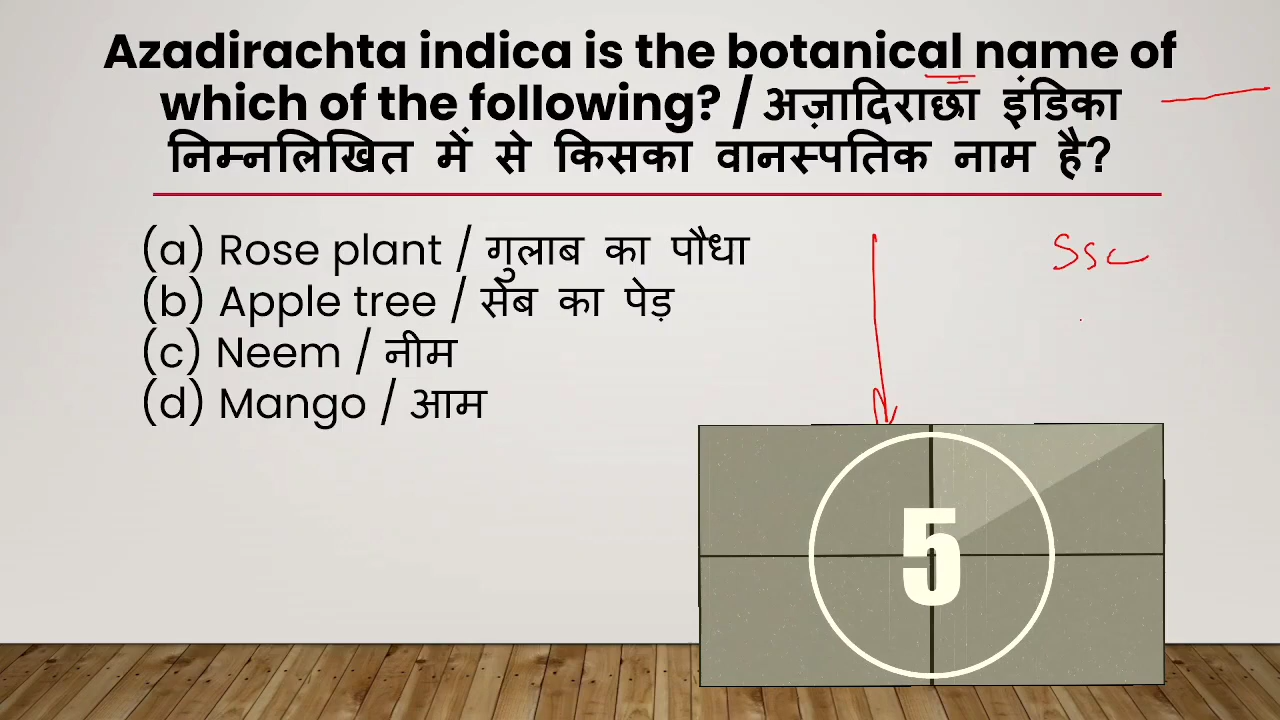 Azadirachta indica is the botanical name of
which of the following? / अज़ादिराछा इंडिका
निम्नलिखित में से किसका वानस्पतिक नाम है?
(a) Rose plant / गुलाब का पौधा
Ssc
(b) Apple tree / सेब का पेड़
(c) Neem / नीम
(d) Mango / आम
5